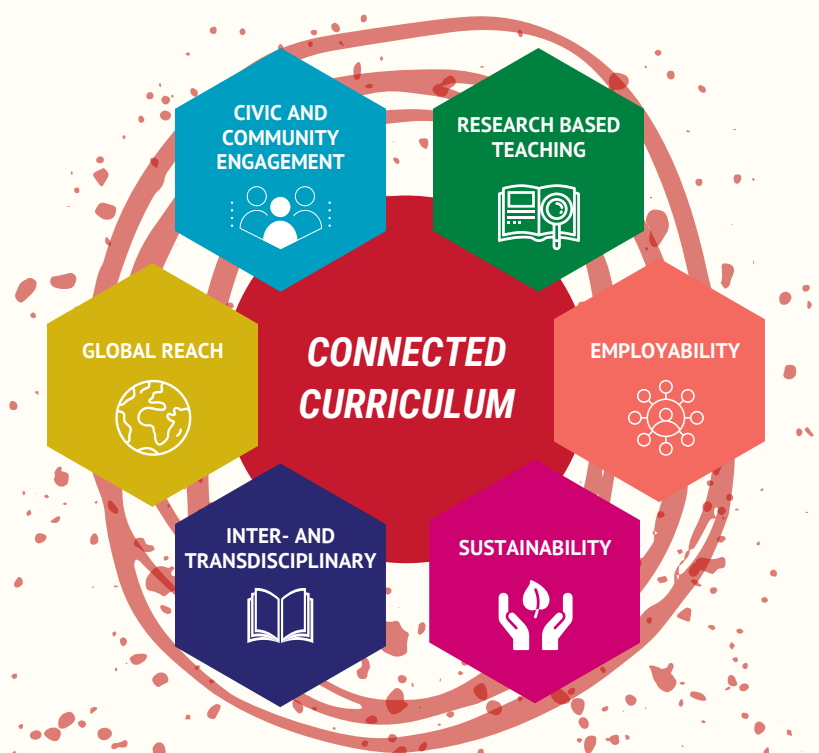 CIVIC AND
COMMUNITY
ENGAGEMENT
RESEARCH BASED
TEACHING
GLOBAL REACH
CONNECTED
CURRICULUM
EMPLOYABILITY
INTER- AND
TRANSDISCIPLINARY
SUSTAINABILITY